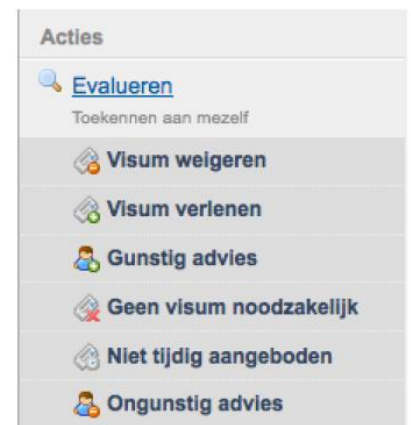 Acties
Evalueren
Toekennen aan mezelf
Visum weigeren
Visum verlenen
Gunstig advies
Geen visum noodzakelijk
Niet tijdig aangeboden
Ongunstig advies